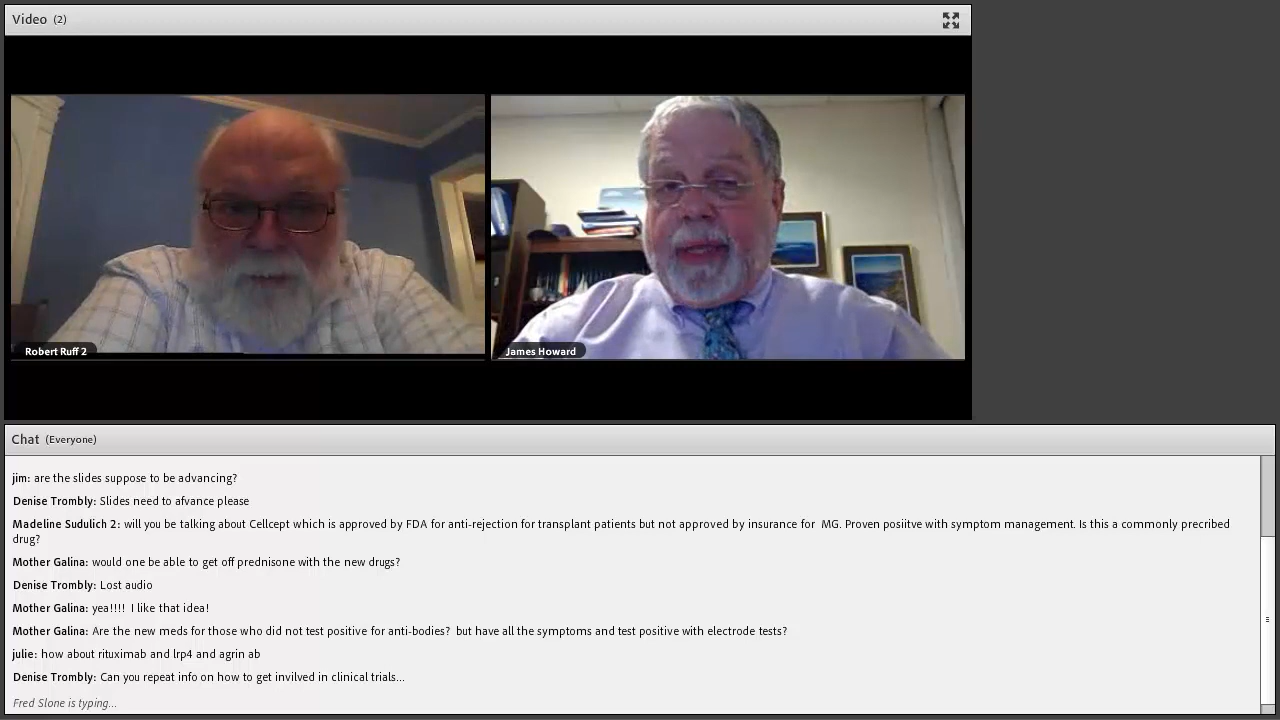 Video (2)
Robert Ruff 2
James Howard
Chat (Everyone)
jim: are the slides suppose to be advancing?
Denise Trombly: Slides need to afvance please
Madeline Sudulich 2: will you be talking about Cellcept which is approved by FDA for anti-rejection for transplant patients but not approved by insurance for MG. Proven posiitve with symptom management. Is this a commonly precribed
drug?
Mother Galina: would one be able to get off prednisone with the new drugs?
Denise Trombly: Lost audio
Mother Galina: yea!!!! I like that idea!
Mother Galina: Are the new meds for those who did not test positive for anti-bodies? but have all the symptoms and test positive with electrode tests?
julie: how about rituximab and lrp4 and agrin ab
Denise Trombly: Can you repeat info on how to get invilved in clinical trials...
Fred Slone is typing...